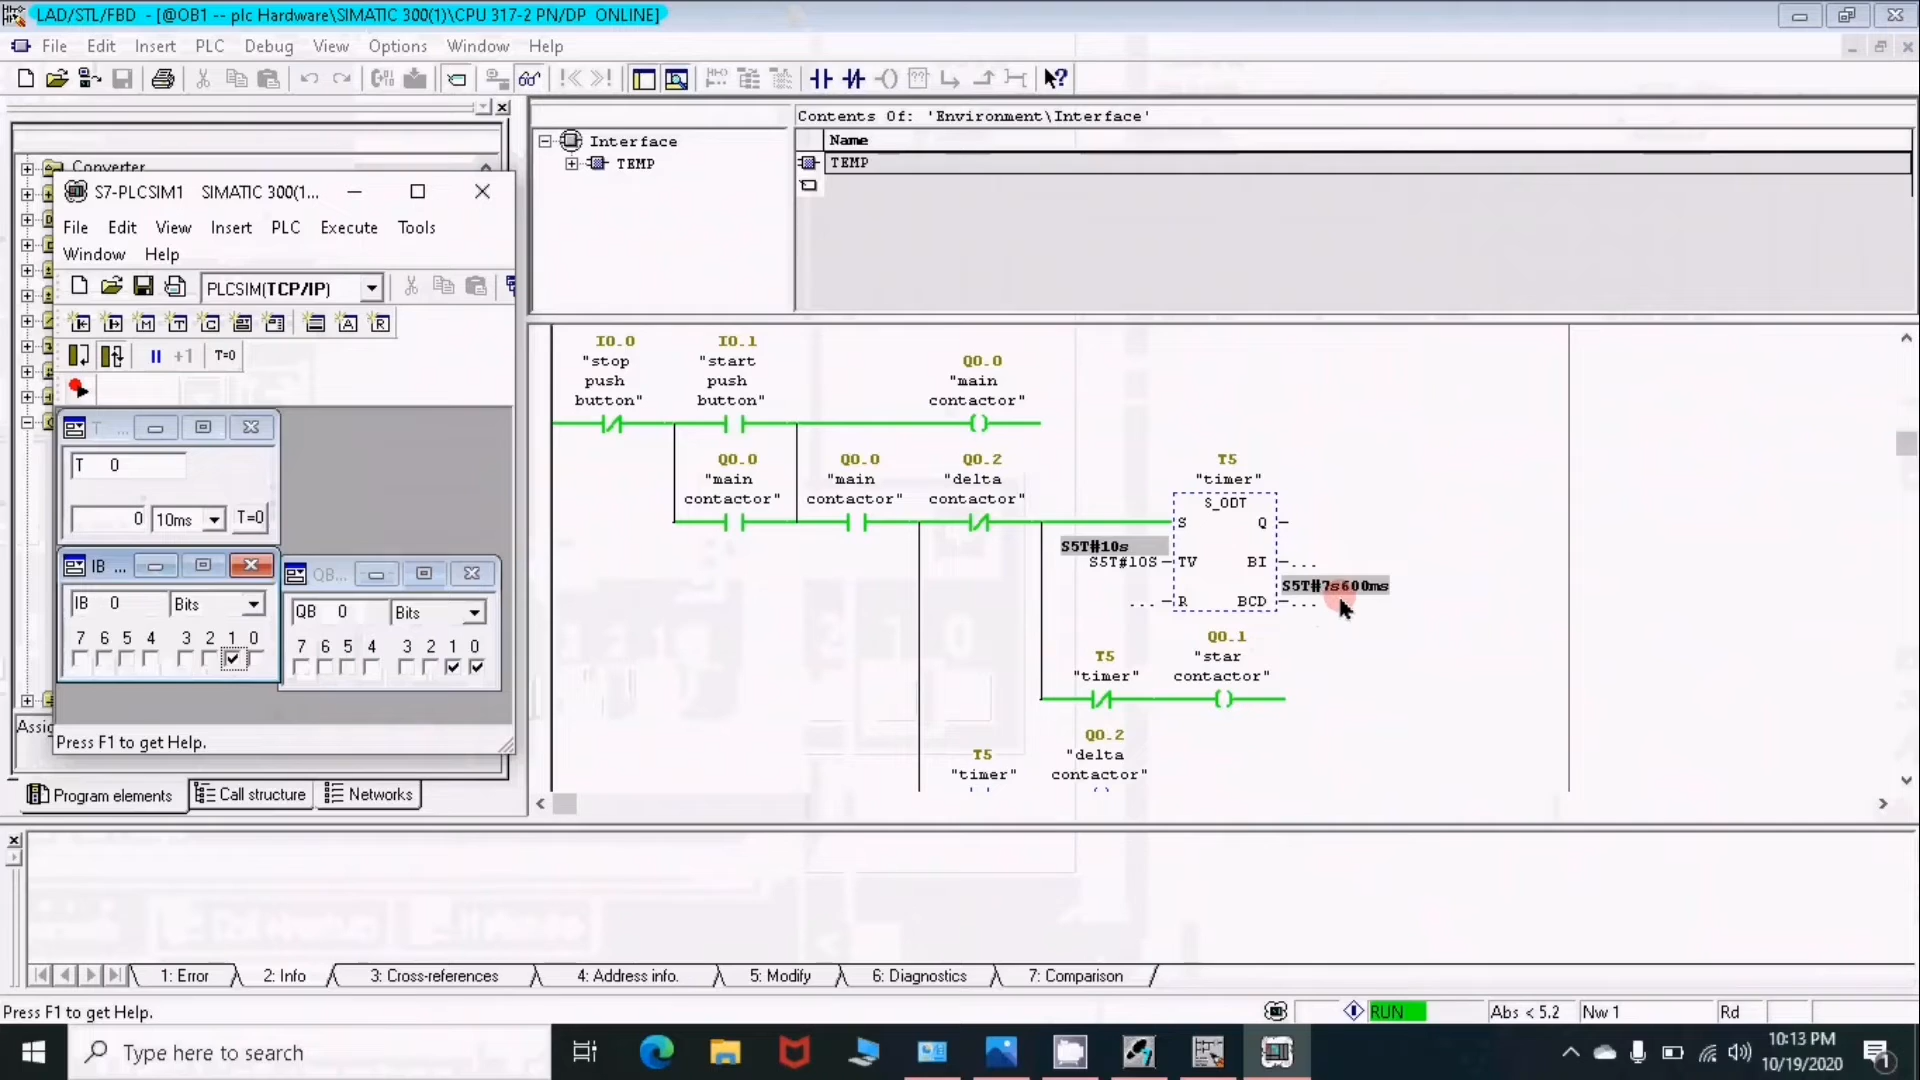 LAD/STL/FBD - [@OB1 -- plc Hardware\SIMATIC 300(1)\CPU 317-2 PN/DP ONLINE]
File Edit Insert PLC Debug View Options Window Help
Contents Of: 'Environment\Interface'
Interface
TEMP
Name
TEMP
Converter
S7-PLCSIM1 SIMATIC 300(1...
File Edit View Insert PLC Execute Tools
Window Help
PLCSIM(TCP/IP)
+1 T=0
T ...
T 0
0 10ms T=0
IB ...
IB 0 Bits
7 6 5 4 3 2 1 0
QB...
QB 0 Bits
7 6 5 4 3 2 1 0
Press F1 to get Help.
Program elements Call structure Networks
I0.0
"stop
push
button"
I0.1
"start
push
button"
Q0.0
"main
contactor"
Q0.0
"main
contactor"
Q0.0
"main
contactor"
Q0.2
"delta
contactor"
T5
"timer"
S_ODT
S Q
S5T#10s
S5T#10S TV BI ...
S5T#7s600ms
... R BCD ...
T5
"timer"
Q0.1
"star
contactor"
T5
"timer"
Q0.2
"delta
contactor"
1: Error 2: Info 3: Cross-references 4: Address info. 5: Modify 6: Diagnostics 7: Comparison
Press F1 to get Help.
RUN Abs < 5.2 Nw 1 Rd
Type here to search
10:13 PM
10/19/2020
1